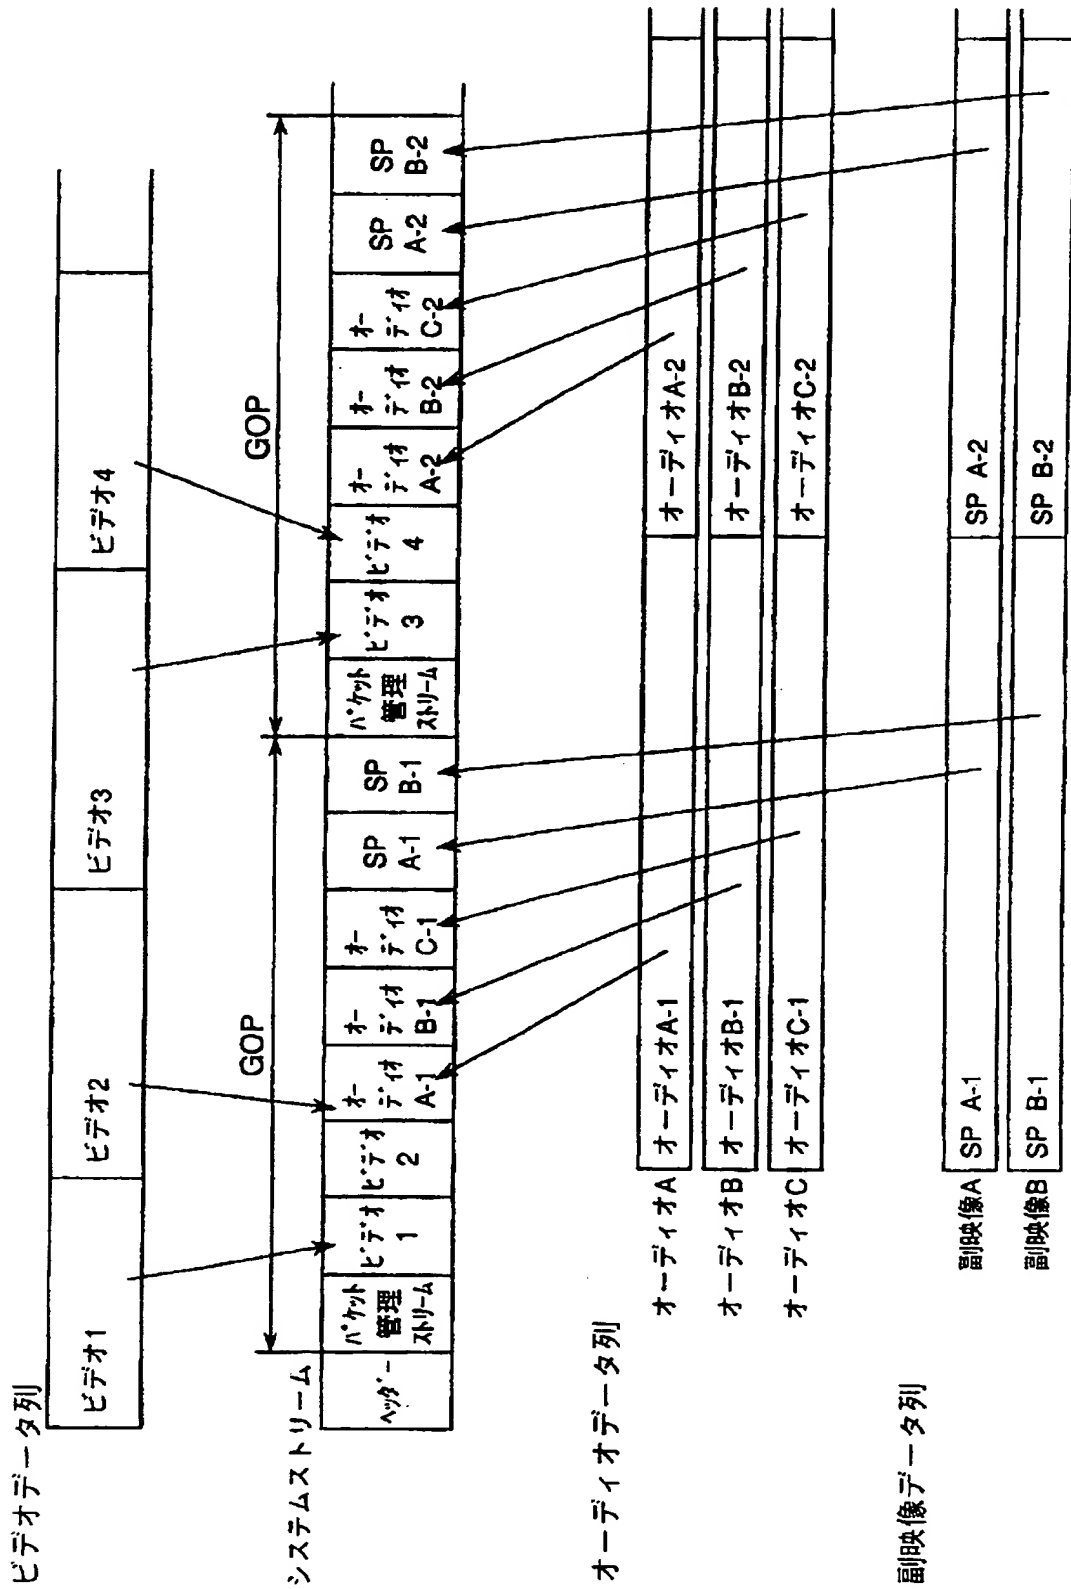 ビデオデータ列
ビデオ1
ビデオ2
ビデオ3
ビデオ4
システムストリーム
GOP
GOP
ヘッダー
パケット
管理
ストリーム
ビデオ
1
ビデオ
2
オー
ディオ
A-1
オー
ディオ
B-1
オー
ディオ
C-1
SP
A-1
SP
B-1
パケット
管理
ストリーム
ビデオ
3
ビデオ
4
オー
ディオ
A-2
オー
ディオ
B-2
オー
ディオ
C-2
SP
A-2
SP
B-2
オーディオデータ列
オーディオA
オーディオA-1
オーディオA-2
オーディオB
オーディオB-1
オーディオB-2
オーディオC
オーディオC-1
オーディオC-2
副映像データ列
副映像A
SP A-1
SP A-2
副映像B
SP B-1
SP B-2